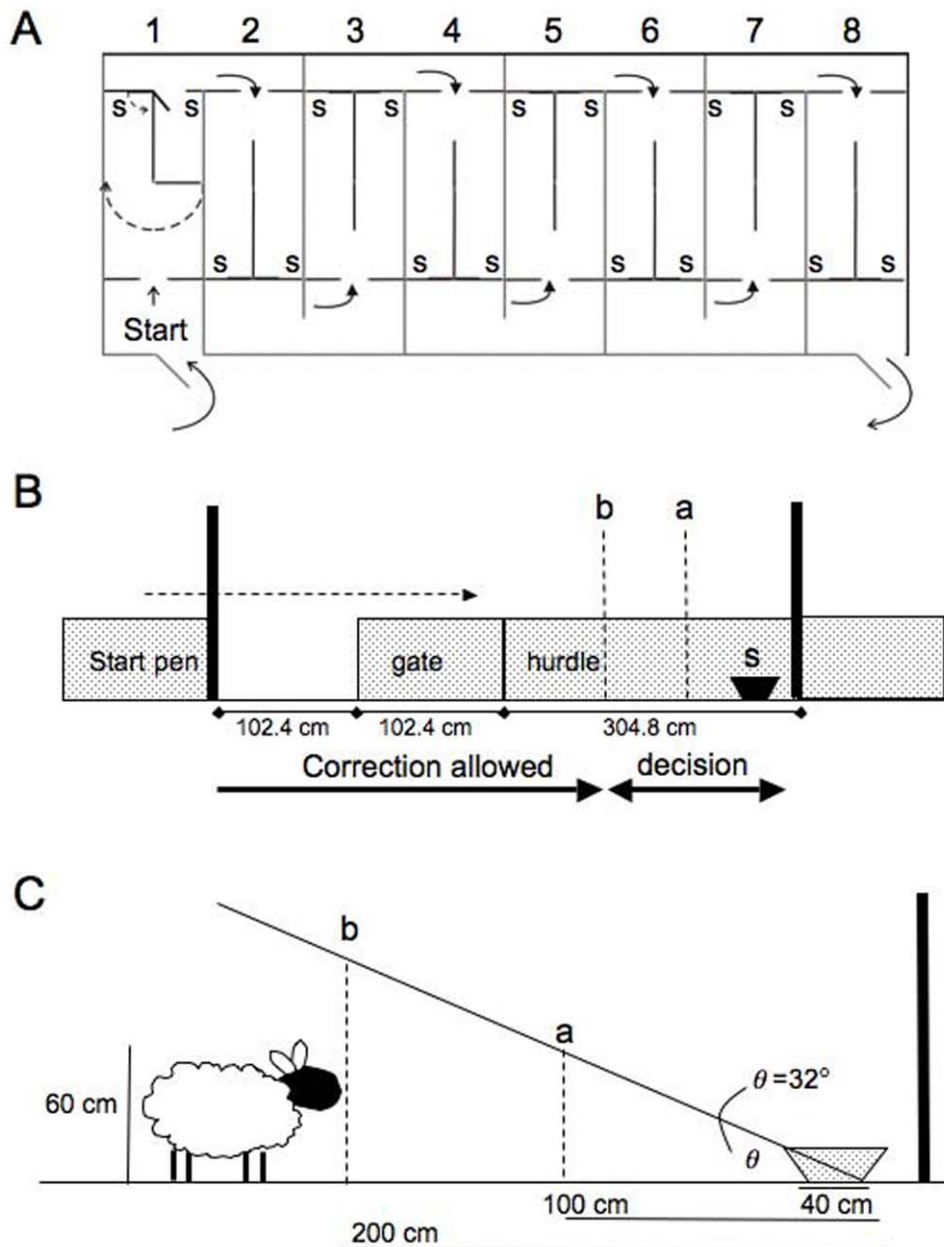 A
1 2 3 4 5 6 7 8
s s s s s s s s
s s s s s s s s
Start
B
b a
Start pen gate hurdle s
102.4 cm 102.4 cm 304.8 cm
Correction allowed decision
C
b
a
θ =32°
60 cm
θ
100 cm 40 cm
200 cm